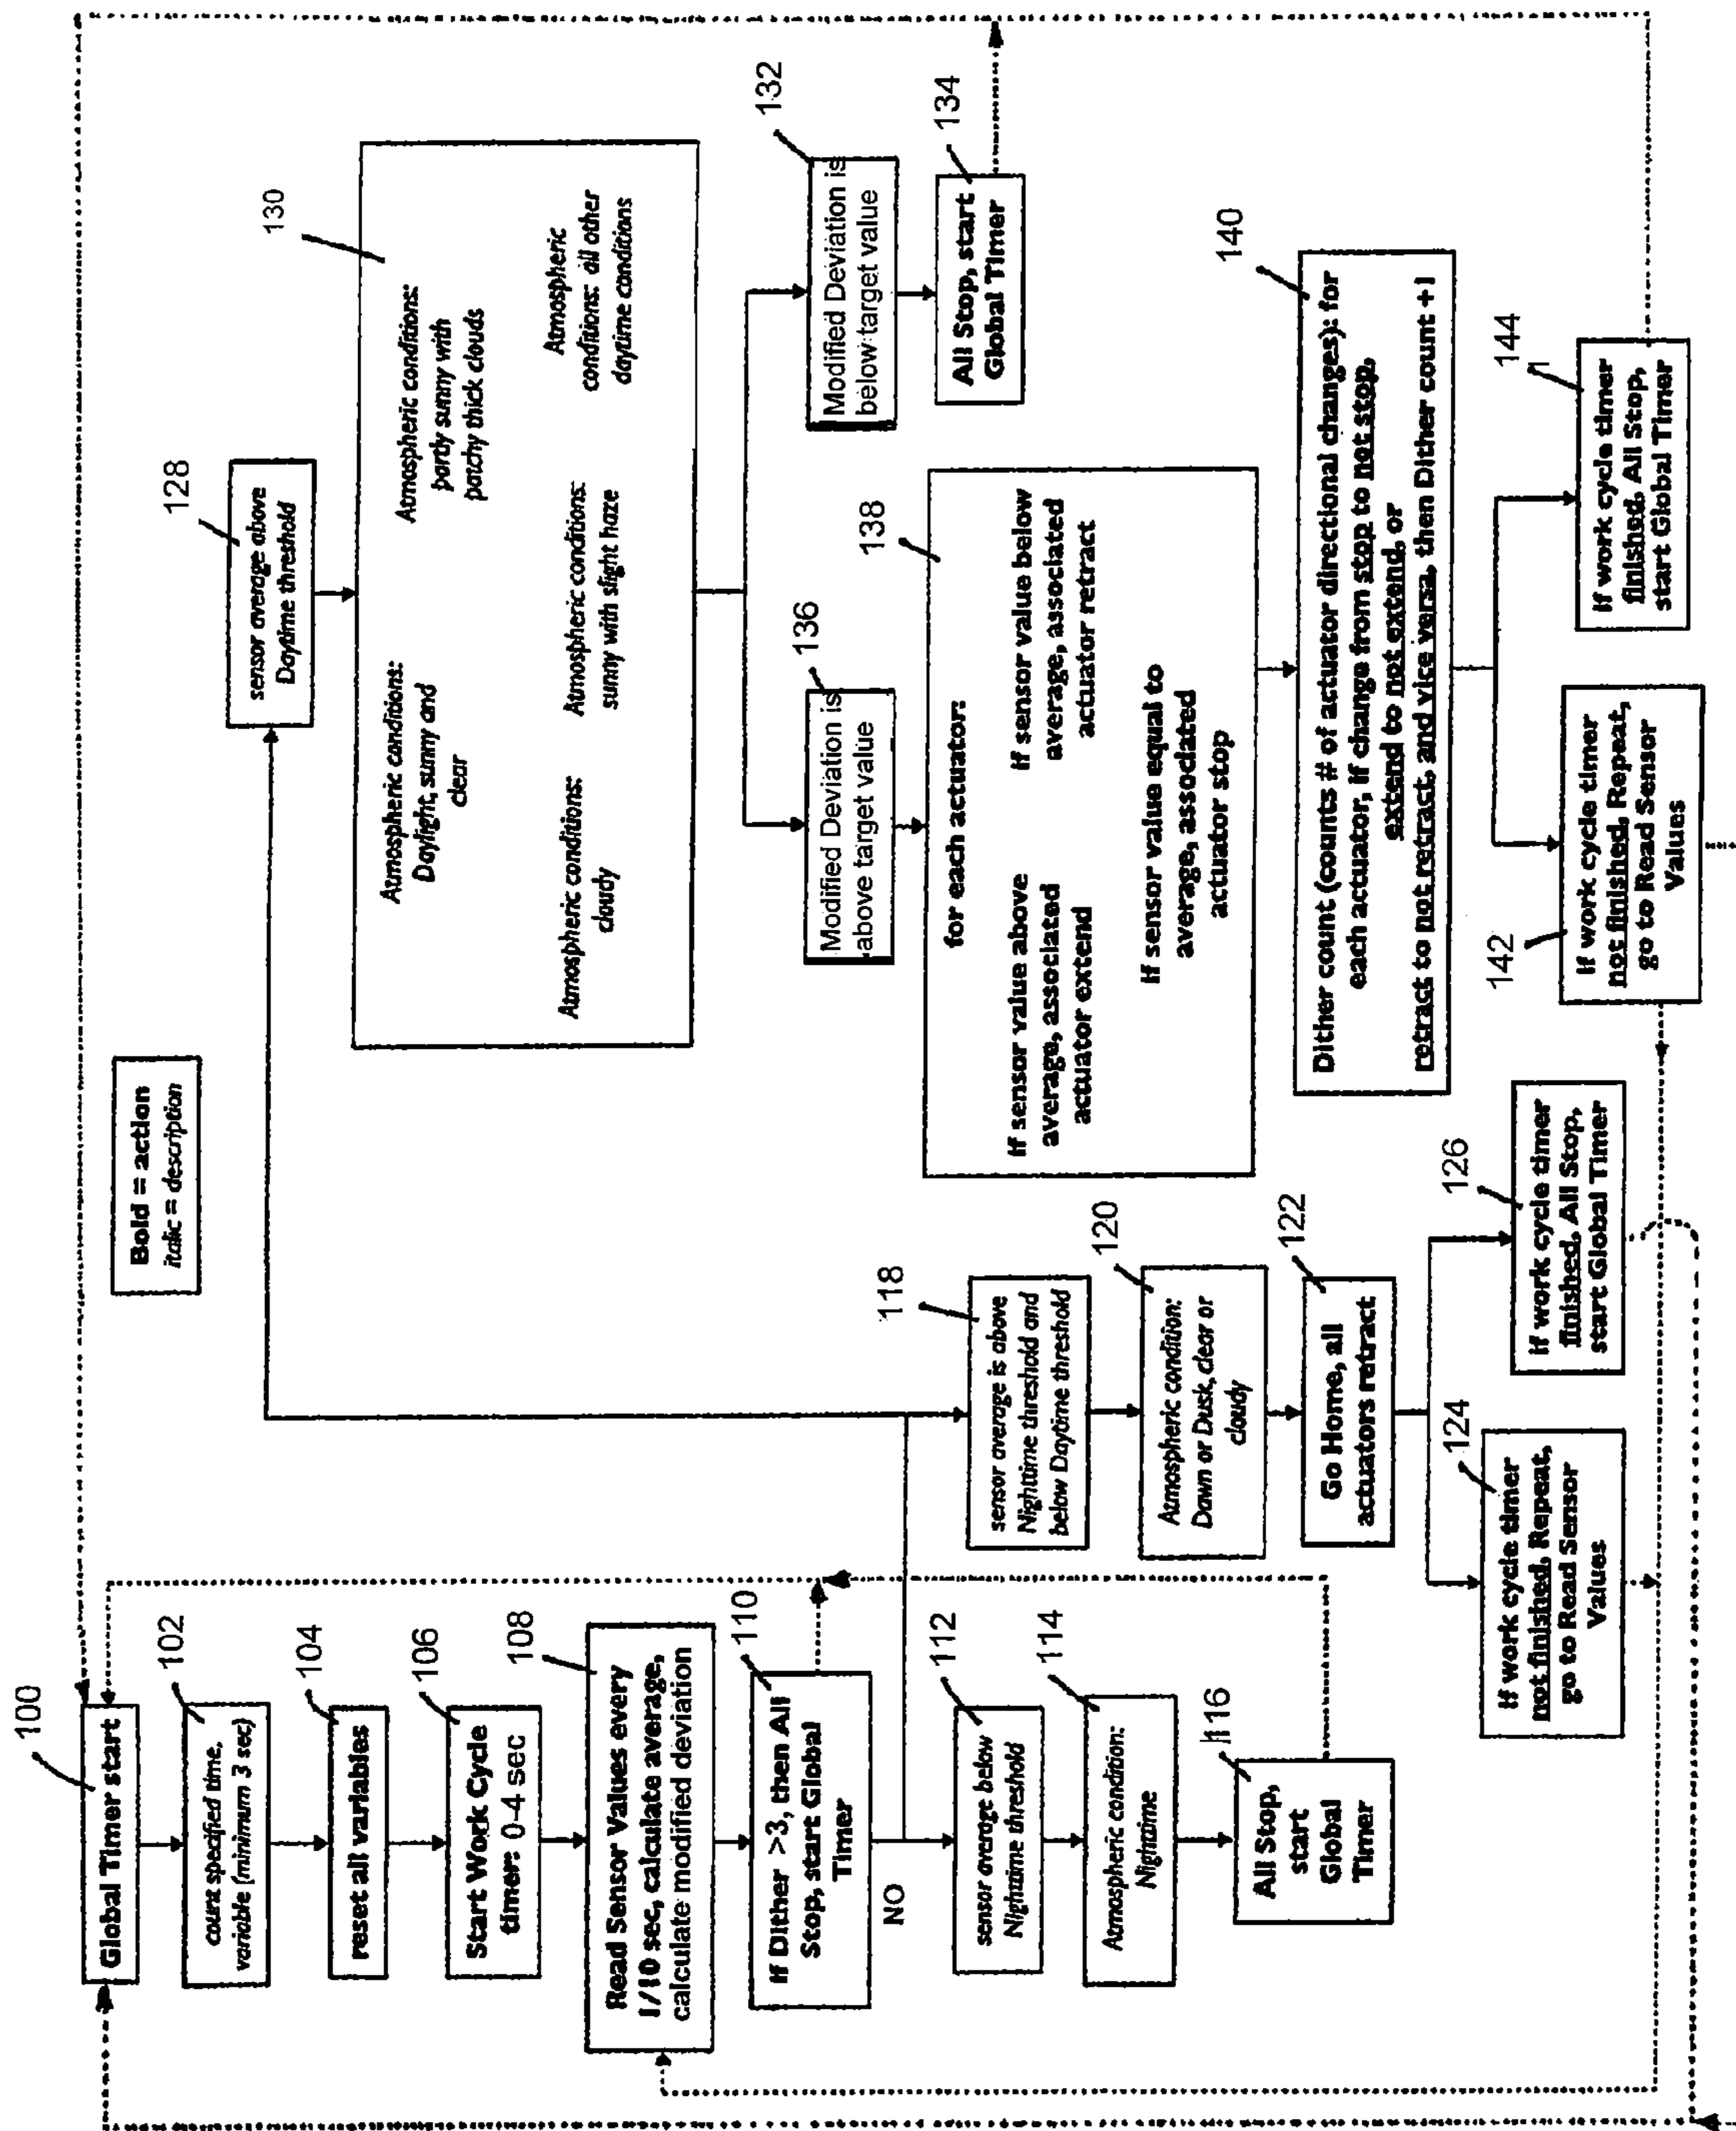 100
Global Timer start
102
count specified time,
variable (minimum 3 sec)
104
reset all variables
106
Start Work Cycle
timer: 0-4 sec
108
Read Sensor Values every
1/10 sec, calculate average,
calculate modified deviation
110
If Dither >3, then All
Stop, start Global
Timer
NO
112
sensor average below
Nighttime threshold
114
Atmospheric condition:
Nightime
116
All Stop,
start
Global
Timer
118
sensor average is above
Nighttime threshold and
below Daytime threshold
120
Atmospheric condition:
Dawn or Dusk, clear or
cloudy
122
Go Home, all
actuators retract
124
If work cycle timer
not finished, Repeat,
go to Read Sensor
Values
126
if work cycle timer
finished, All Stop,
start Global Timer
Bold = action
italic = description
128
sensor average above
Daytime threshold
130
Atmospheric conditions:
Daylight, sunny and
clear
Atmospheric conditions:
partly sunny with
patchy thick clouds
Atmospheric conditions:
cloudy
Atmospheric conditions:
sunny with slight haze
Atmospheric
conditions: all other
daytime conditions
132
Modified Deviation is
below target value
134
All Stop, start
Global Timer
136
Modified Deviation is
above target value
138
for each actuator:
If sensor value above
average, associated
actuator extend
if sensor value below
average, associated
actuator retract
If sensor value equal to
average, associated
actuator stop
140
Dither count (counts # of actuator directional changes): for
each actuator, if change from stop to not stop,
extend to not extend, or
retract to not retract, and vice versa, then Dither count +1
142
if work cycle timer
not finished, Repeat,
go to Read Sensor
Values
144
if work cycle timer
finished, All Stop,
start Global Timer